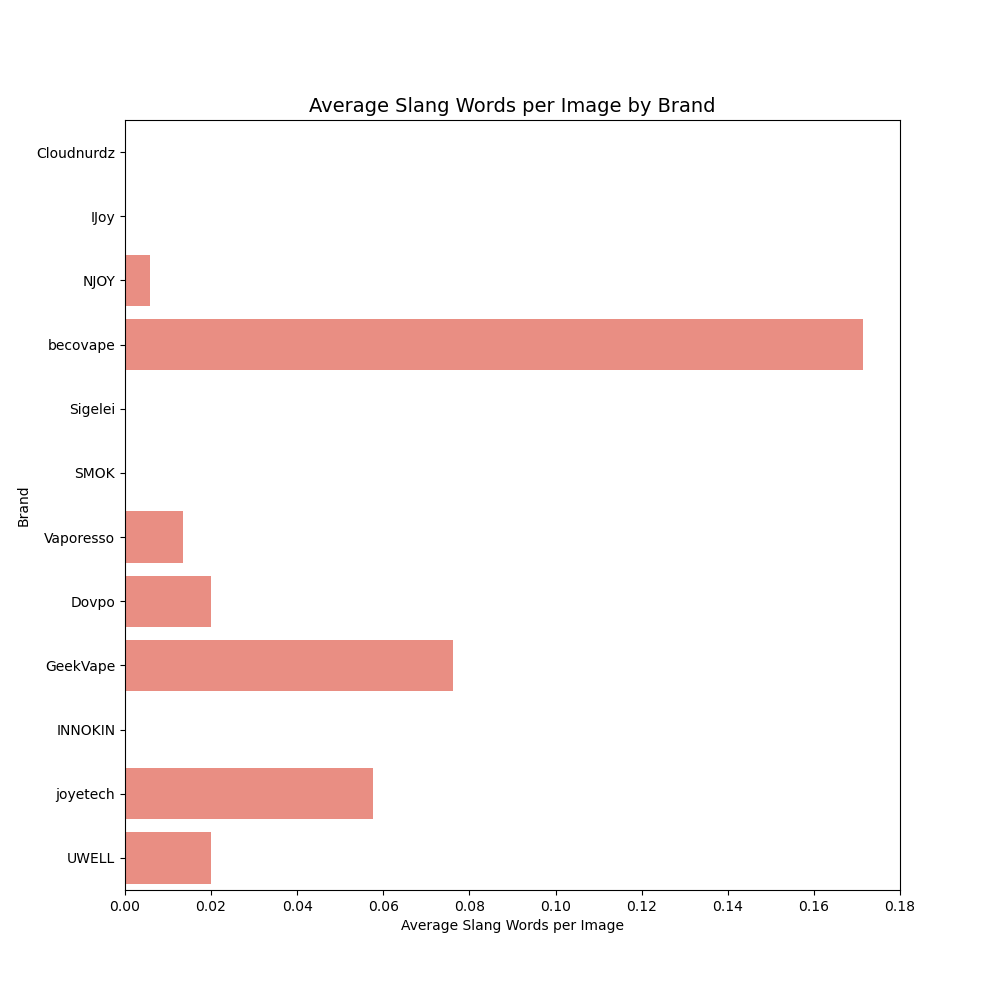 Average Slang Words per Image by Brand
Cloudnurdz
IJoy
NJOY
becovape
Sigelei
SMOK
Vaporesso
Dovpo
GeekVape
INNOKIN
joyetech
UWELL
Brand
0.00 0.02 0.04 0.06 0.08 0.10 0.12 0.14 0.16 0.18
Average Slang Words per Image